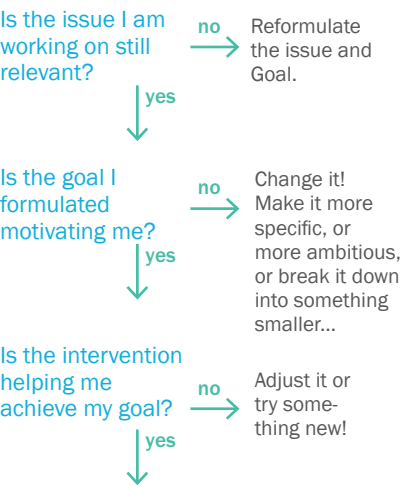 Is the issue I am
working on still
relevant?
no
Reformulate
the issue and
Goal.
yes
Is the goal I
formulated
motivating me?
no
Change it!
Make it more
specific, or
more ambitious,
or break it down
into something
smaller...
yes
Is the intervention
helping me
achieve my goal?
no
Adjust it or
try some-
thing new!
yes